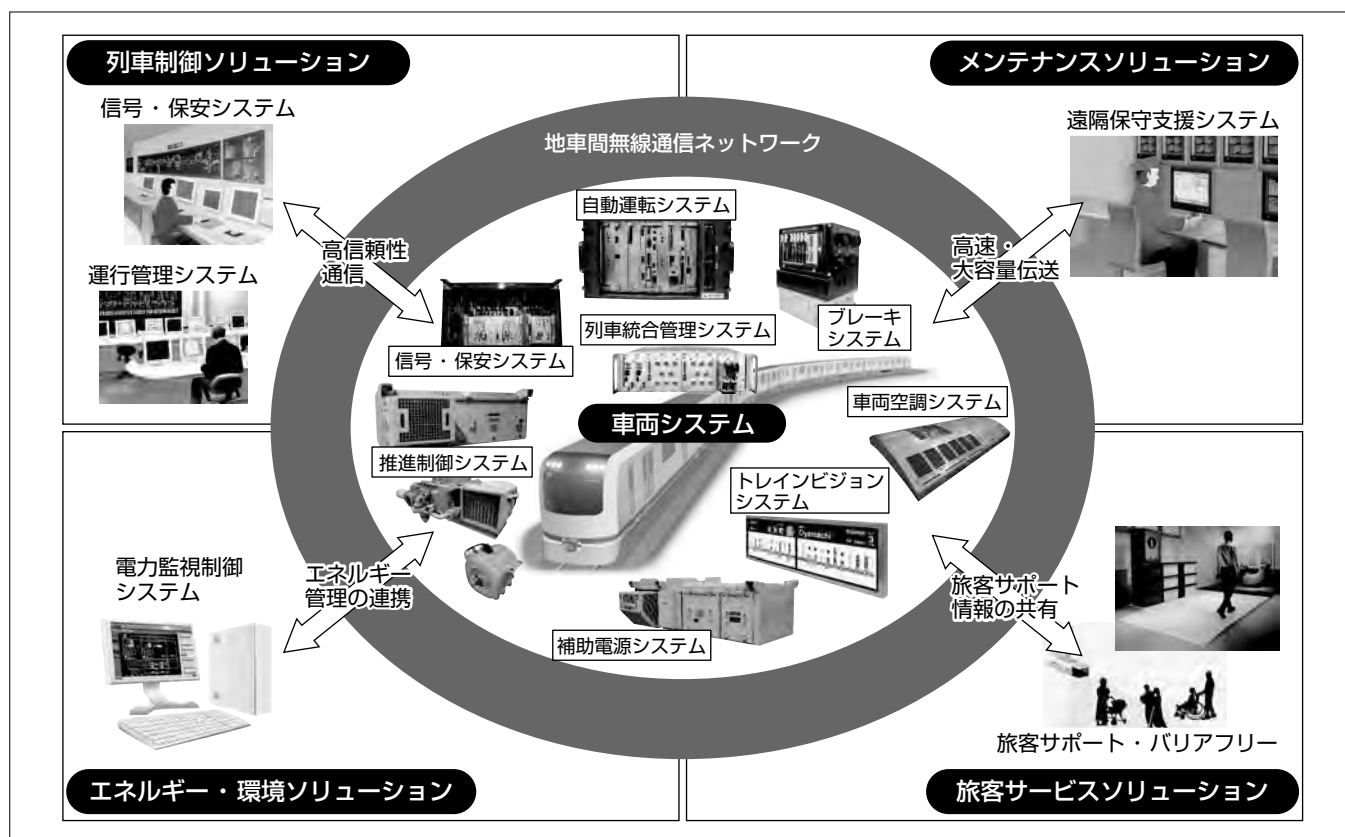 列車制御ソリューション
信号・保安システム
運行管理システム
高信頼性
通信
メンテナンスソリューション
遠隔保守支援システム
高速・
大容量伝送
地車間無線通信ネットワーク
自動運転システム
ブレーキ
システム
列車統合管理システム
信号・保安システム
車両システム
車両空調システム
推進制御システム
トレインビジョン
システム
補助電源システム
電力監視制御
システム
エネルギー
管理の連携
エネルギー・環境ソリューション
旅客サポート
情報の共有
旅客サポート・バリアフリー
旅客サービスソリューション